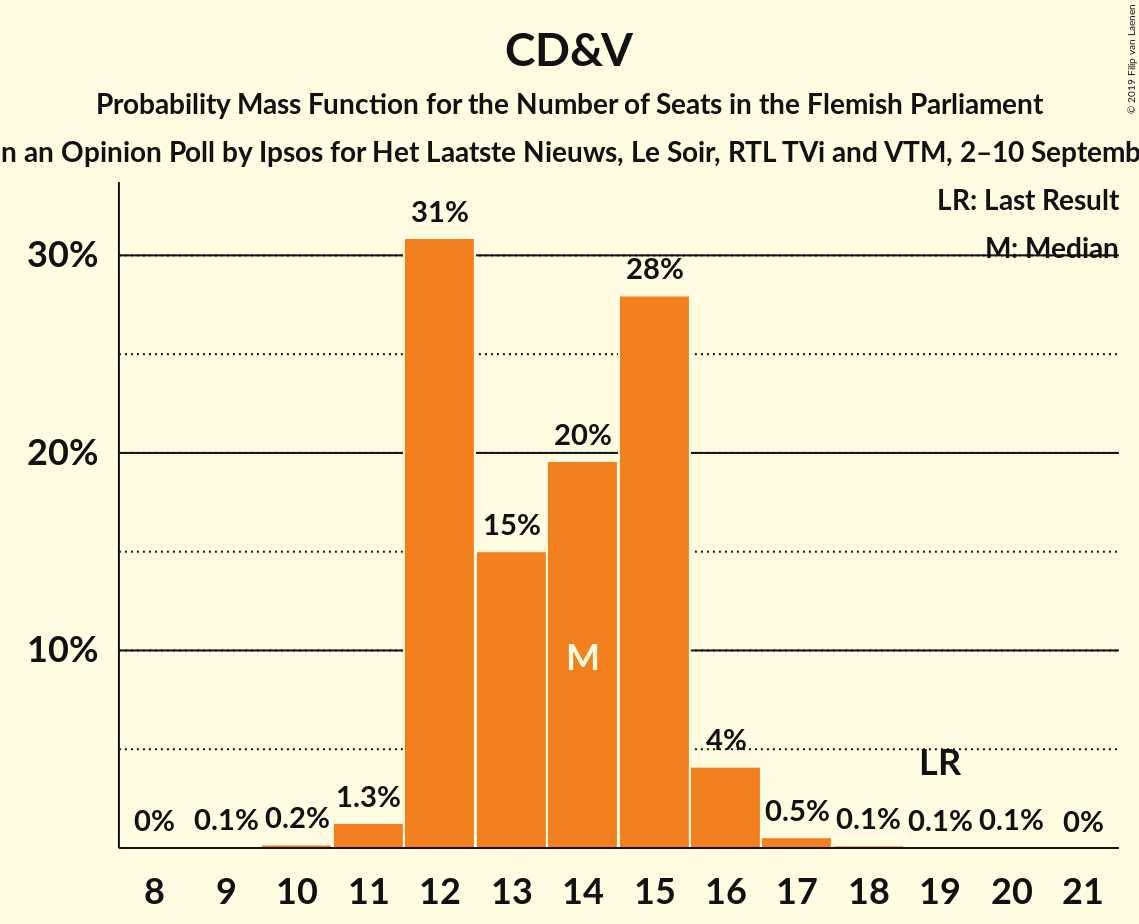 CD&V
Probability Mass Function for the Number of Seats in the Flemish Parliament
n an Opinion Poll by Ipsos for Het Laatste Nieuws, Le Soir, RTL TVi and VTM, 2–10 Septemb
© 2019 Filip van Laenen
LR: Last Result
M: Median
30%
20%
10%
0%
0.1%
0.2%
1.3%
31%
15%
20%
28%
4%
0.5%
0.1%
0.1%
0.1%
0%
M
LR
8 9 10 11 12 13 14 15 16 17 18 19 20 21